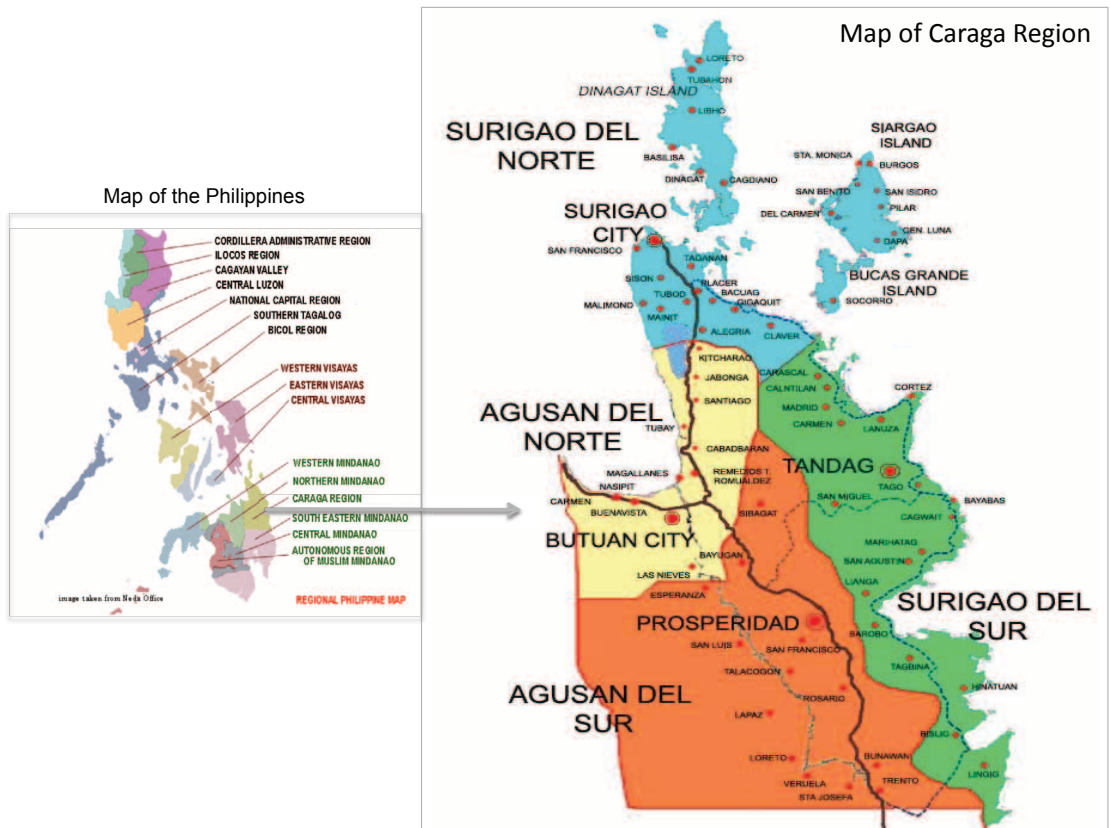 Map of the Philippines
CORDILLERA ADMINISTRATIVE REGION
ILOCOS REGION
CAGAYAN VALLEY
CENTRAL LUZON
NATIONAL CAPITAL REGION
SOUTHERN TAGALOG
BICOL REGION
WESTERN VISAYAS
EASTERN VISAYAS
CENTRAL VISAYAS
WESTERN MINDANAO
NORTHERN MINDANAO
CARAGA REGION
SOUTH EASTERN MINDANAO
CENTRAL MINDANAO
AUTONOMOUS REGION
OF MUSLIM MINDANAO
image taken from Neda Office
REGIONAL PHILIPPINE MAP
Map of Caraga Region
LORETO
TUBAHON
DINAGAT ISLAND
LIBHO
SURIGAO DEL
NORTE
BASILISA
DINAGAT
CAGDIANO
SIARGAO
ISLAND
STA. MONICA
BURGOS
SAN BENITO
SAN ISIDRO
PILAR
DEL CARMEN
GEN. LUNA
DAPA
SURIGAO
CITY
SAN FRANCISCO
TAGANAN
BUCAS GRANDE
ISLAND
SOCORRO
SISON
PLACER
TUBOD
BACUAG
GIGAQUIT
MALIMOND
MAINIT
ALEGRIA
CLAVER
KITCHARAO
JABONGA
SANTIAGO
CARASCAL
CALNTILAN
MADRID
CARMEN
CORTEZ
LANUZA
AGUSAN DEL
NORTE
TUBAY
CABADBARAN
TANDAG
MAGALLANES
REMEDIOS T.
ROMUALDEZ
NASIPIT
CARMEN
BUENAVISTA
SIBAGAT
SAN MIGUEL
TAGO
BAYABAS
CAGWAIT
BUTUAN CITY
BAYUGAN
MARIHATAG
SAN AGUSTIN
LAS NIEVES
ESPERANZA
LIANGA
SURIGAO DEL
SUR
PROSPERIDAD
BAROBO
SAN LUIS
SAN FRANCISCO
TAGBINA
TALACOGON
HINATUAN
AGUSAN DEL
SUR
ROSARIO
LAPAZ
BISLIG
LORETO
BUNAWAN
LINGIG
VERUELA
TRENTO
STA JOSEFA